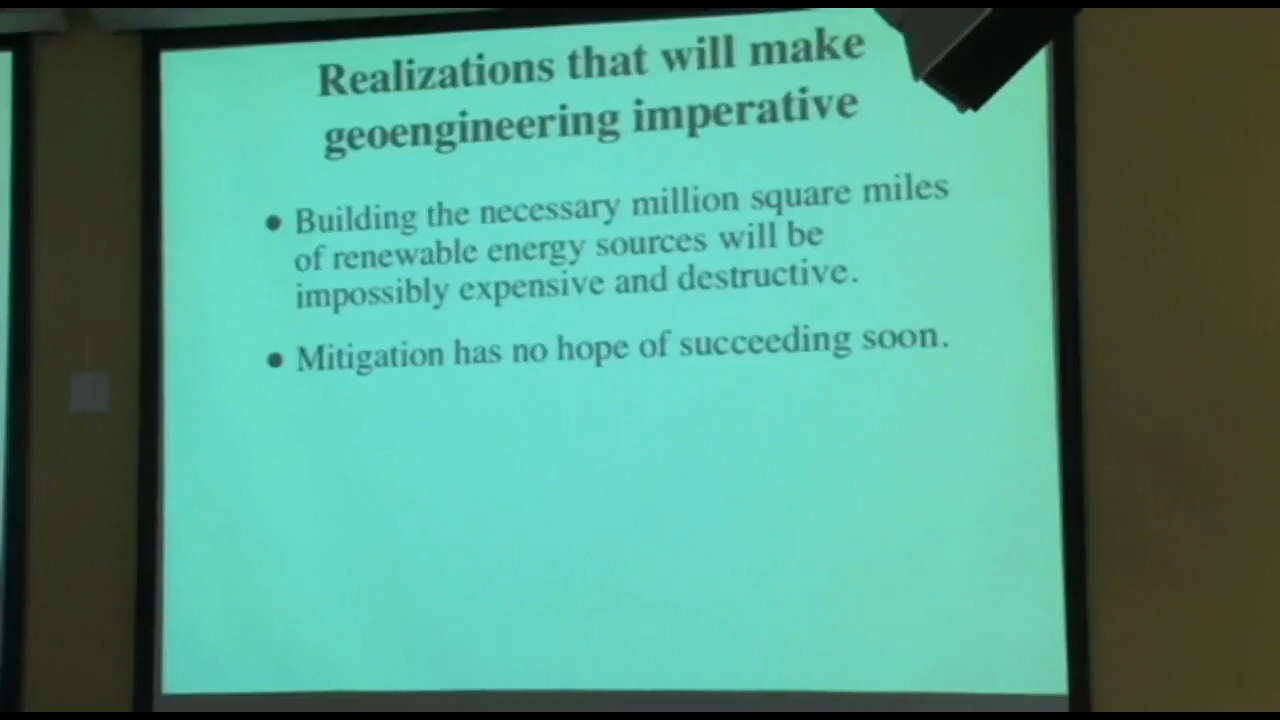 Realizations that will make
geoengineering imperative
• Building the necessary million square miles
of renewable energy sources will be
impossibly expensive and destructive.
• Mitigation has no hope of succeeding soon.